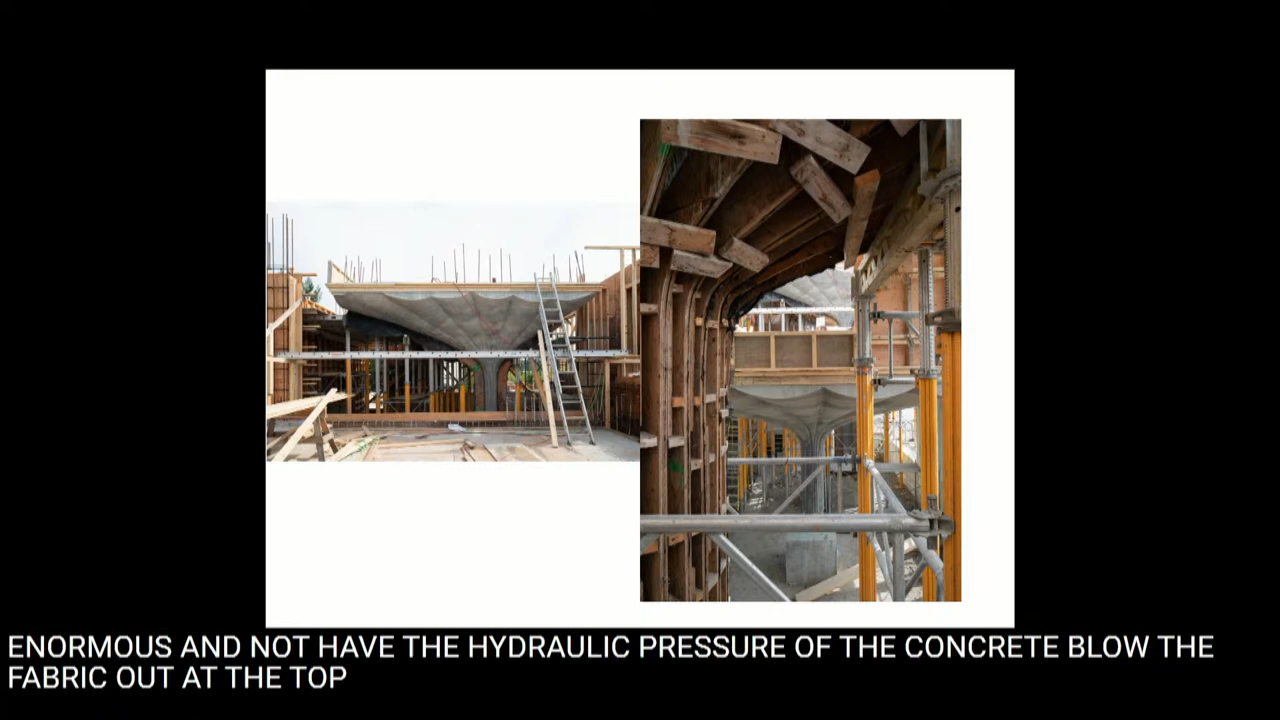 ENORMOUS AND NOT HAVE THE HYDRAULIC PRESSURE OF THE CONCRETE BLOW THE
FABRIC OUT AT THE TOP